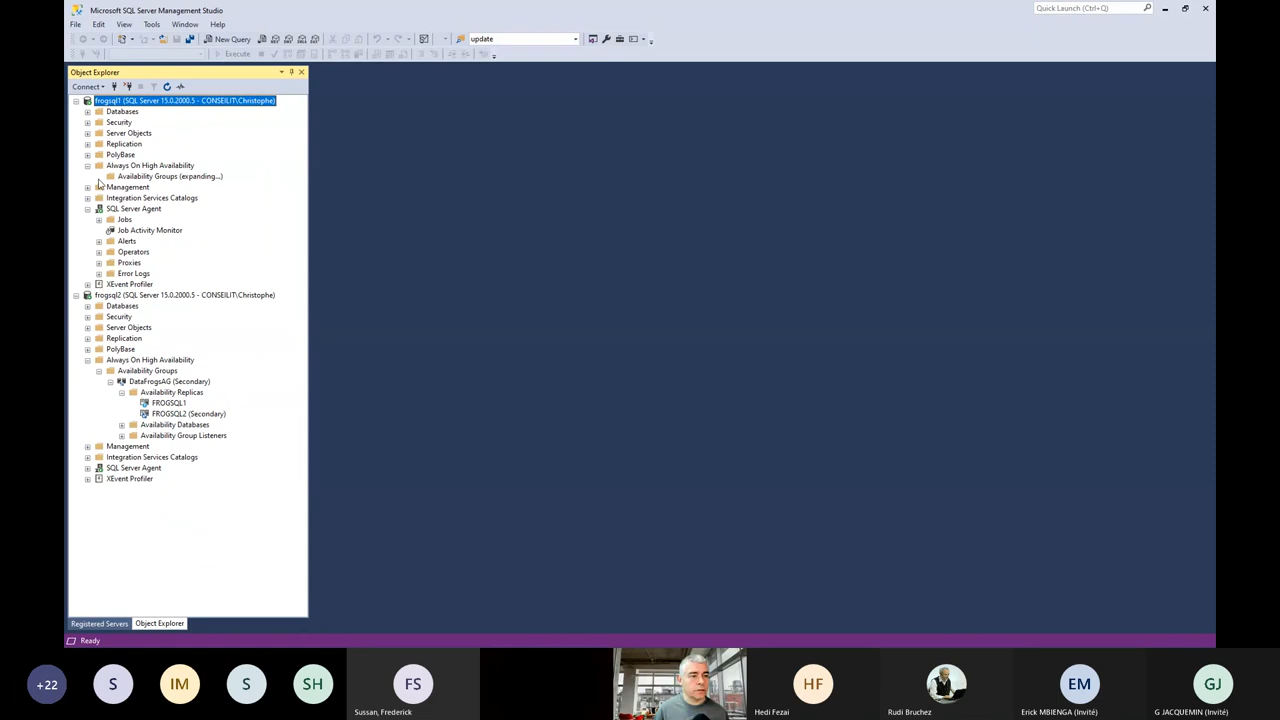 Microsoft SQL Server Management Studio
Quick Launch (Ctrl+Q)
File Edit View Tools Window Help
New Query
update
Execute
Object Explorer
Connect
frogsql1 (SQL Server 15.0.2000.5 - CONSEILIT\Christophe)
Databases
Security
Server Objects
Replication
PolyBase
Always On High Availability
Availability Groups (expanding...)
Management
Integration Services Catalogs
SQL Server Agent
Jobs
Job Activity Monitor
Alerts
Operators
Proxies
Error Logs
XEvent Profiler
frogsql2 (SQL Server 15.0.2000.5 - CONSEILIT\Christophe)
Databases
Security
Server Objects
Replication
PolyBase
Always On High Availability
Availability Groups
DataFrogsAG (Secondary)
Availability Replicas
FROGSQL1
FROGSQL2 (Secondary)
Availability Databases
Availability Group Listeners
Management
Integration Services Catalogs
SQL Server Agent
XEvent Profiler
Registered Servers Object Explorer
Ready
+22 S IM S SH FS HF EM GJ
Sussan, Frederick Hedi Fezai Rudi Bruchez Erick MBIENGA (Invité) G JACQUEMIN (Invité)